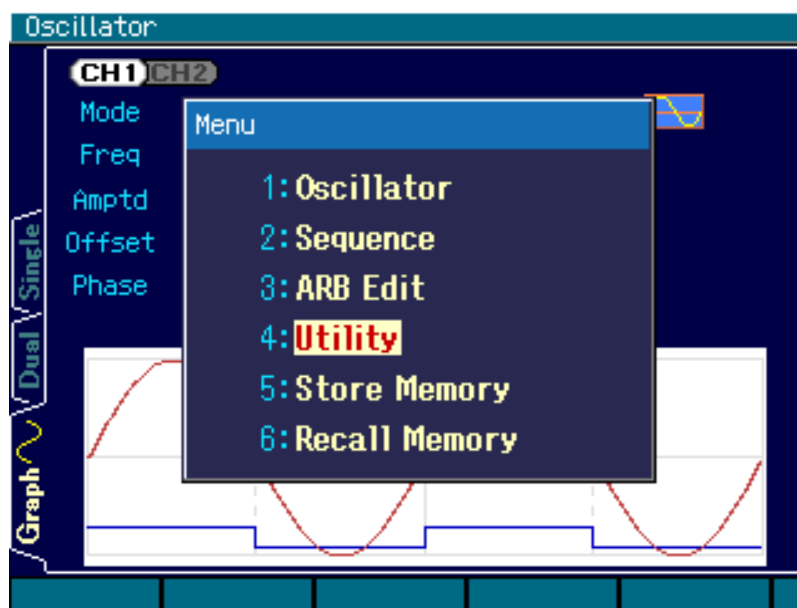 Oscillator
CH1 CH2
Mode
Freq
Amptd
Offset
Phase
Menu
1:Oscillator
2:Sequence
3:ARB Edit
4:Utility
5:Store Memory
6:Recall Memory
Single
Dual
Graph